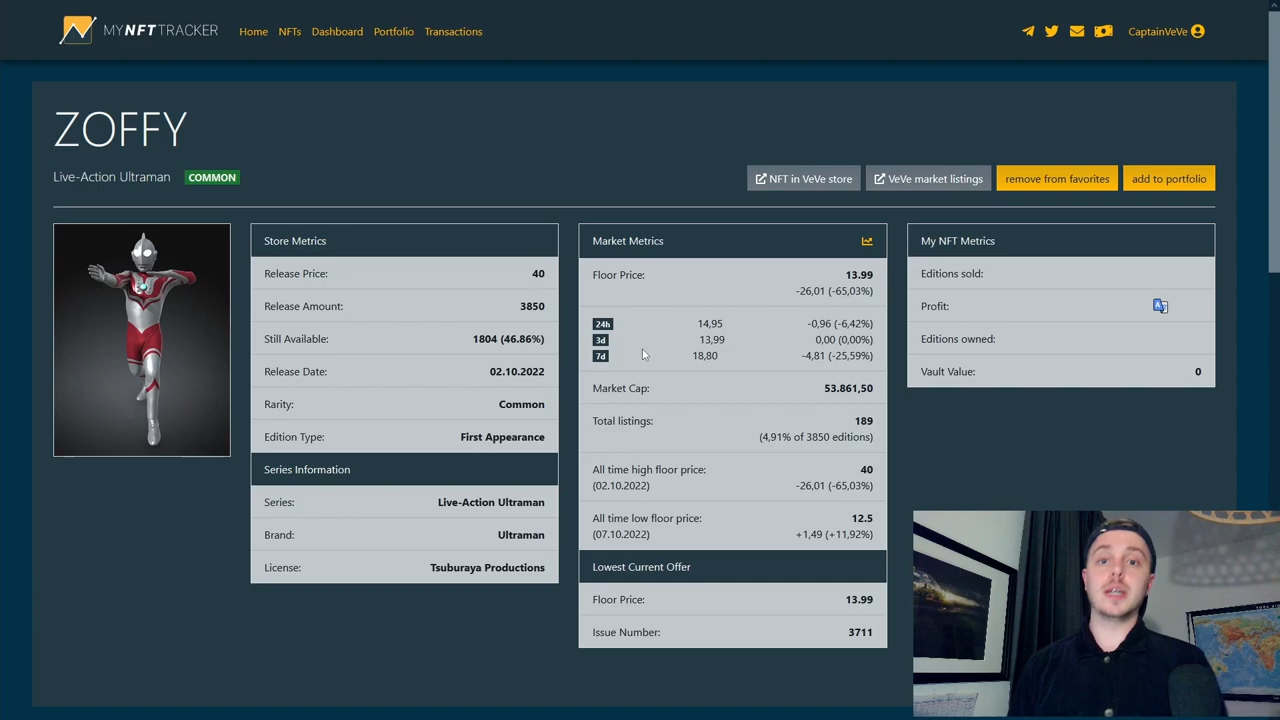 MYNFTTRACKER Home NFTs Dashboard Portfolio Transactions CaptainVeVe
ZOFFY
Live-Action Ultraman COMMON
NFT in VeVe store VeVe market listings remove from favorites add to portfolio
Store Metrics
Release Price: 40
Release Amount: 3850
Still Available: 1804 (46.86%)
Release Date: 02.10.2022
Rarity: Common
Edition Type: First Appearance
Series Information
Series: Live-Action Ultraman
Brand: Ultraman
License: Tsuburaya Productions
Market Metrics
Floor Price: 13.99
-26,01 (-65,03%)
24h 14,95 -0,96 (-6,42%)
3d 13,99 0,00 (0,00%)
7d 18,80 -4,81 (-25,59%)
Market Cap: 53.861,50
Total listings: 189
(4,91% of 3850 editions)
All time high floor price: 40
(02.10.2022) -26,01 (-65,03%)
All time low floor price: 12.5
(07.10.2022) +1,49 (+11,92%)
Lowest Current Offer
Floor Price: 13.99
Issue Number: 3711
My NFT Metrics
Editions sold:
Profit:
Editions owned:
Vault Value: 0